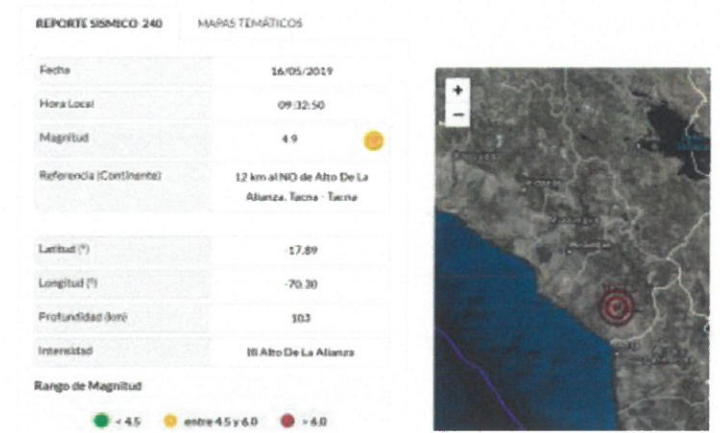 REPORTE SISMICO 240
MAPAS TEMÁTICOS
Fecha
16/05/2019
Hora Local
09:32:50
Magnitud
4.9
Referencia (Continente)
12 km al NO de Alto De La
Alianza, Tacna - Tacna
Latitud (°)
-17.89
Longitud (°)
-70.30
Profundidad (km)
103
Intensidad
III Alto De La Alianza
Rango de Magnitud
< 4.5
entre 4.5 y 6.0
> 6.0
+
−